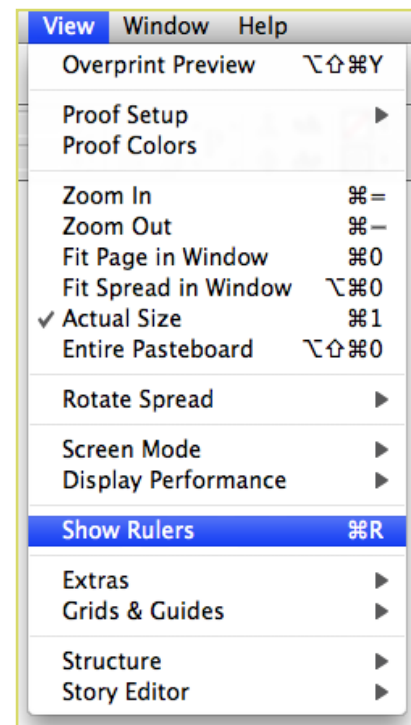 View Window Help
Overprint Preview ⌥⇧⌘Y
Proof Setup ▶
Proof Colors
Zoom In ⌘=
Zoom Out ⌘−
Fit Page in Window ⌘0
Fit Spread in Window ⌥⌘0
✓ Actual Size ⌘1
Entire Pasteboard ⌥⇧⌘0
Rotate Spread ▶
Screen Mode ▶
Display Performance ▶
Show Rulers ⌘R
Extras ▶
Grids & Guides ▶
Structure ▶
Story Editor ▶